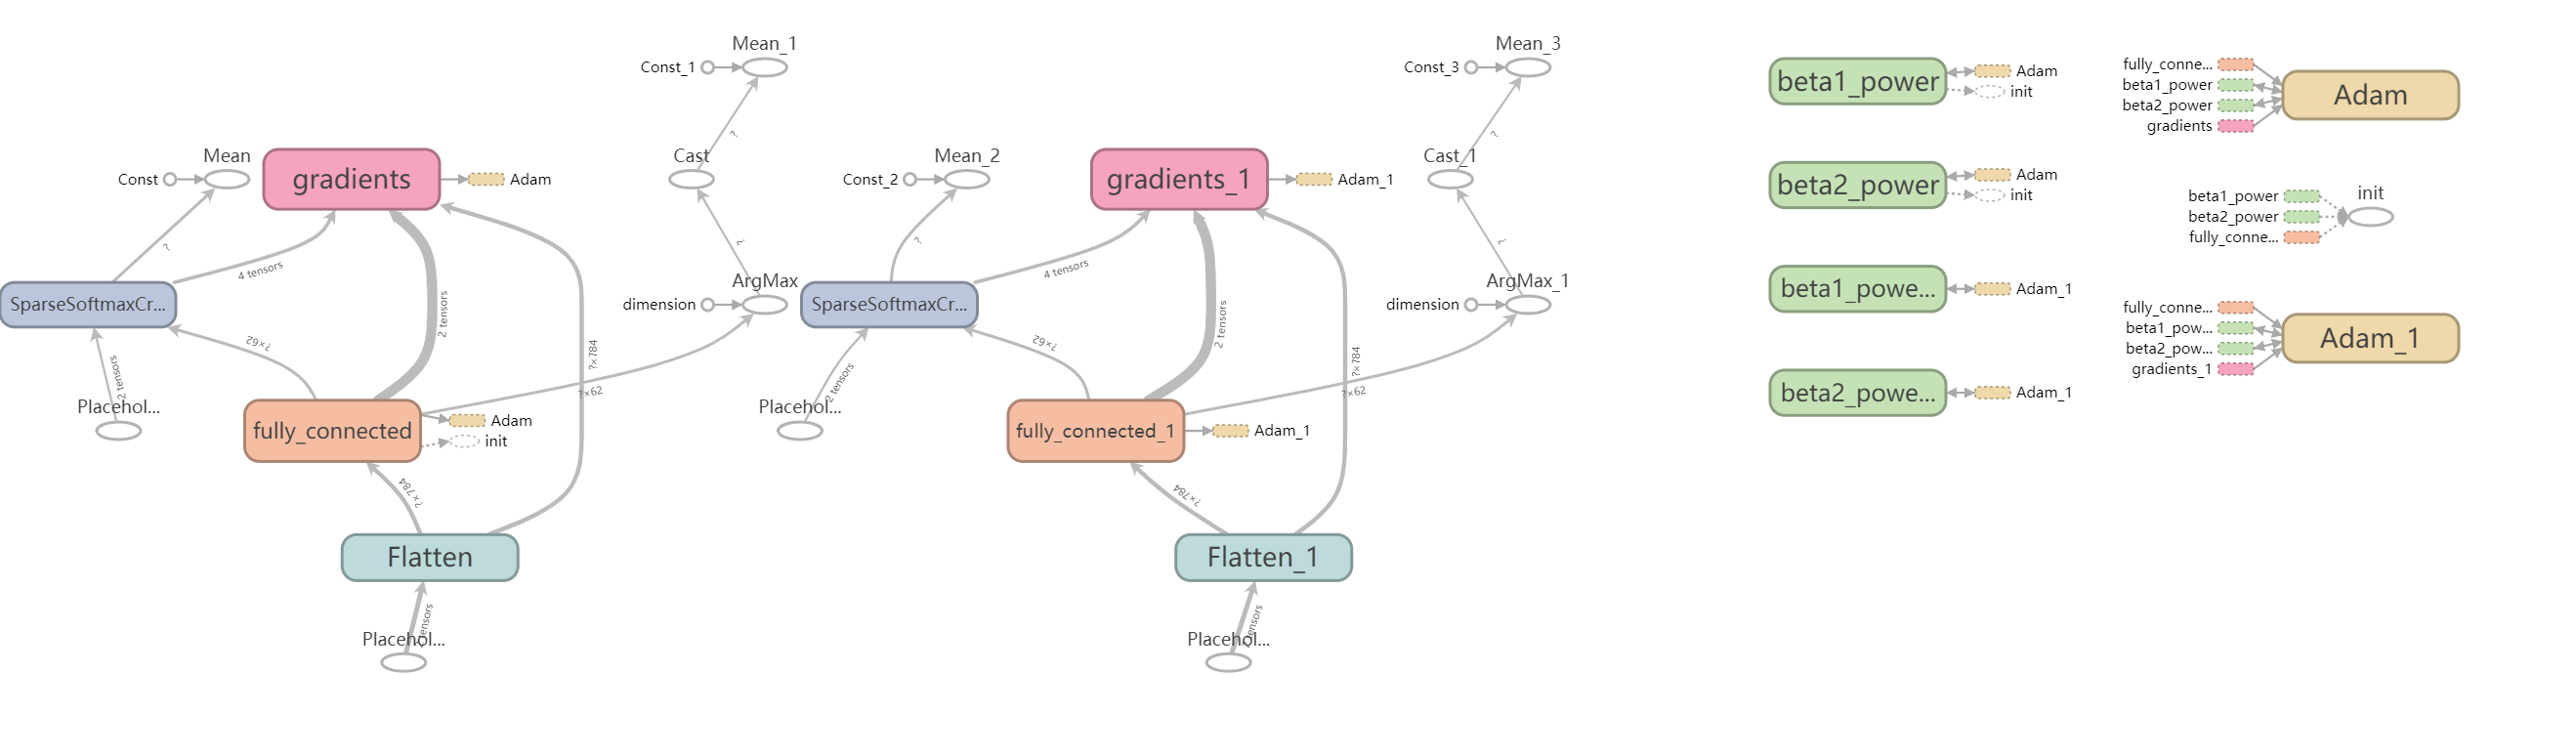 Mean_1
Const_1
?
Cast
Mean
Const
gradients
Adam
?
4 tensors
?
ArgMax
dimension
SparseSoftmaxCr...
2 tensors
?×62
2 tensors
?×784
?×62
Placehol...
fully_connected
Adam
init
?×784
Flatten
Placehol...
Mean_3
Const_3
?
Cast_1
Mean_2
Const_2
gradients_1
Adam_1
?
4 tensors
?
ArgMax_1
dimension
SparseSoftmaxCr...
2 tensors
?×62
2 tensors
?×784
?×62
Placehol...
fully_connected_1
Adam_1
?×784
Flatten_1
Placehol...
beta1_power
Adam
init
beta2_power
Adam
init
beta1_powe...
Adam_1
beta2_powe...
Adam_1
fully_conne...
beta1_power
beta2_power
gradients
Adam
init
beta1_power
beta2_power
fully_conne...
fully_conne...
beta1_pow...
beta2_pow...
gradients_1
Adam_1